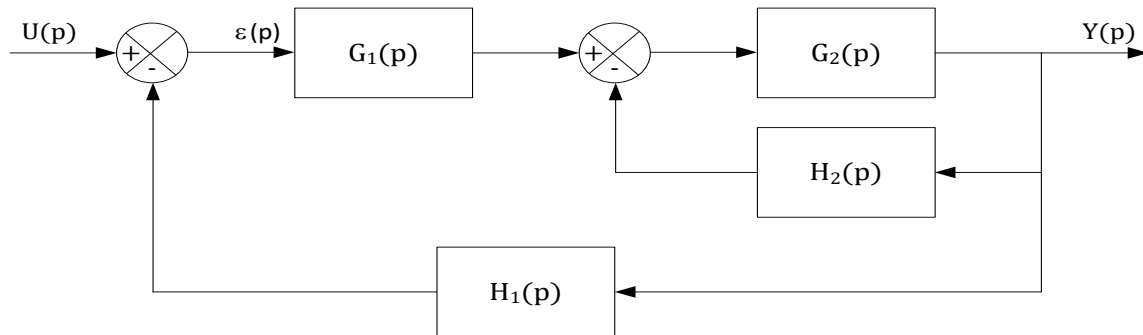 U(p)
+
-
ε(p)
G₁(p)
+
-
G₂(p)
Y(p)
H₂(p)
H₁(p)